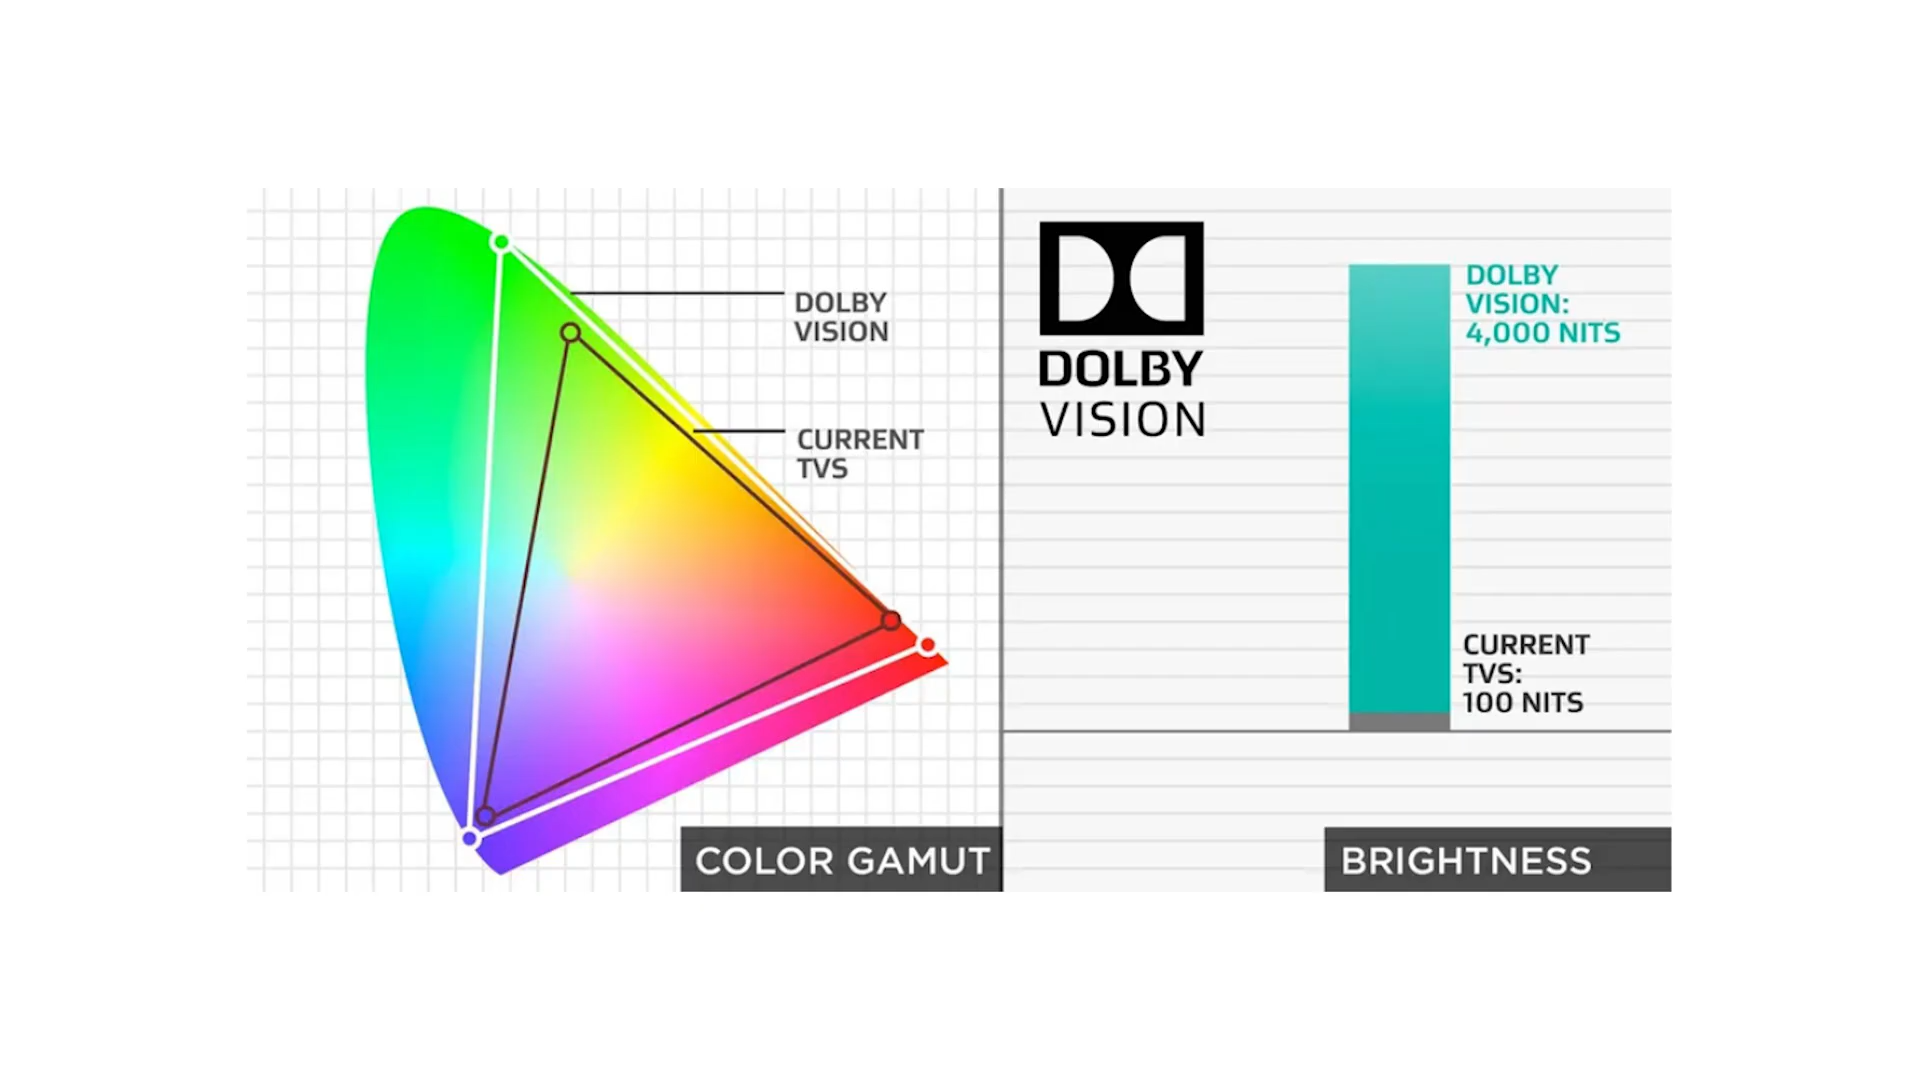 DOLBY
VISION
CURRENT
TVS
COLOR GAMUT
DOLBY
VISION
DOLBY
VISION:
4,000 NITS
CURRENT
TVS:
100 NITS
BRIGHTNESS